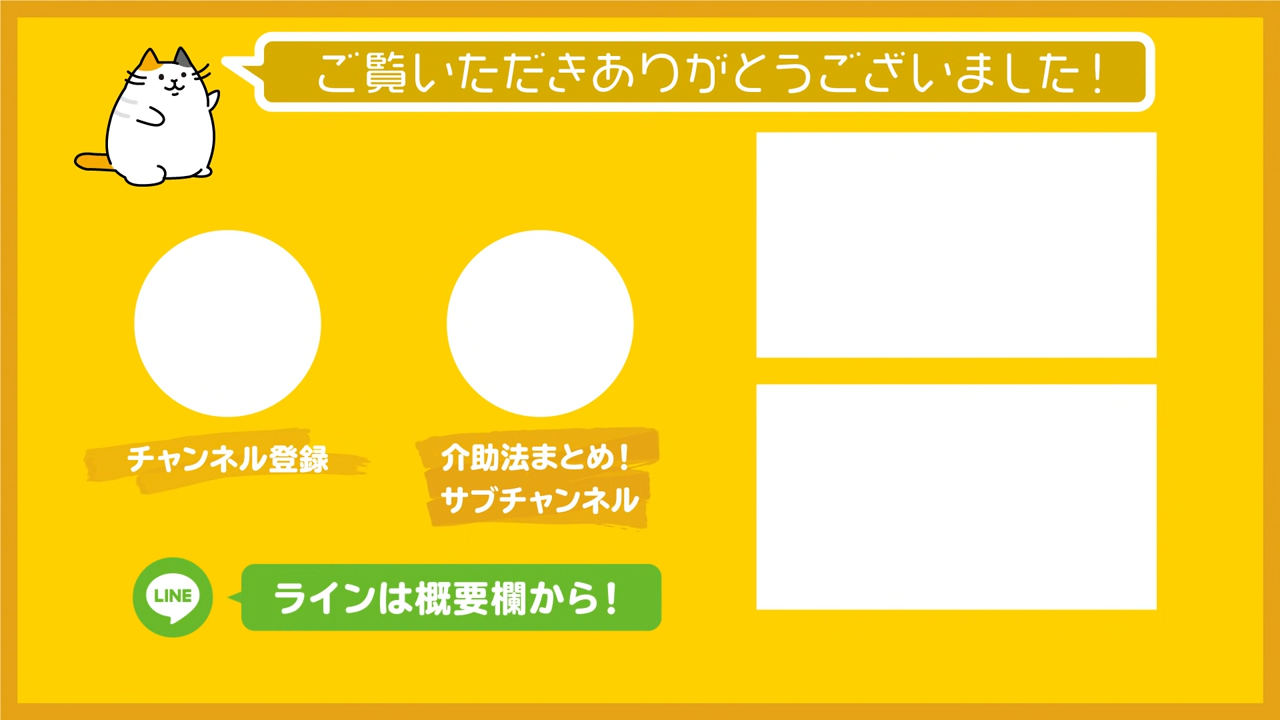 ご覧いただきありがとうございました！
チャンネル登録
介助法まとめ！
サブチャンネル
LINE
ラインは概要欄から！